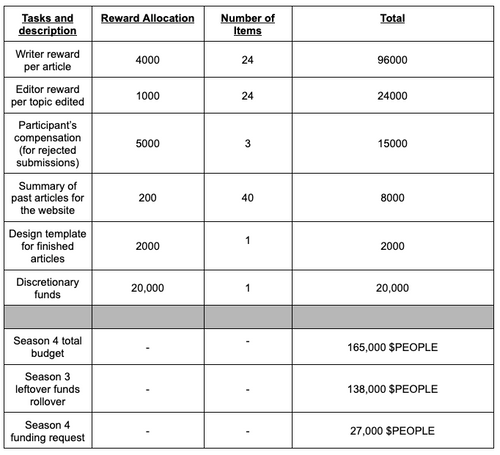 Tasks and description	Reward Allocation	Number of Items	Total
Writer reward per article	4000	24	96000
Editor reward per topic edited	1000	24	24000
Participant's compensation (for rejected submissions)	5000	3	15000
Summary of past articles for the website	200	40	8000
Design template for finished articles	2000	1	2000
Discretionary funds	20,000	1	20,000
Season 4 total budget	-	-	165,000 $PEOPLE
Season 3 leftover funds rollover	-	-	138,000 $PEOPLE
Season 4 funding request	-	-	27,000 $PEOPLE